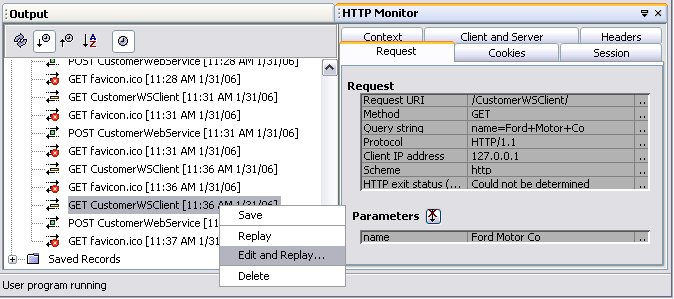 Output
POST CustomerWebService [11:28 AM 1/31/06]
GET favicon.ico [11:28 AM 1/31/06]
GET CustomerWSClient [11:31 AM 1/31/06]
GET favicon.ico [11:31 AM 1/31/06]
POST CustomerWebService [11:31 AM 1/31/06]
GET favicon.ico [11:31 AM 1/31/06]
GET CustomerWSClient [11:36 AM 1/31/06]
GET favicon.ico [11:36 AM 1/31/06]
GET CustomerWSClient [11:36 AM 1/31/06]
POST CustomerWebService [11
GET favicon.ico [11:37 AM 1/
Saved Records
Save
Replay
Edit and Replay...
Delete
HTTP Monitor
Context Client and Server Headers
Request Cookies Session
Request
Request URI /CustomerWSClient/ ..
Method GET ..
Query string name=Ford+Motor+Co ..
Protocol HTTP/1.1 ..
Client IP address 127.0.0.1 ..
Scheme http ..
HTTP exit status (... Could not be determined ..
Parameters
name Ford Motor Co ..
User program running